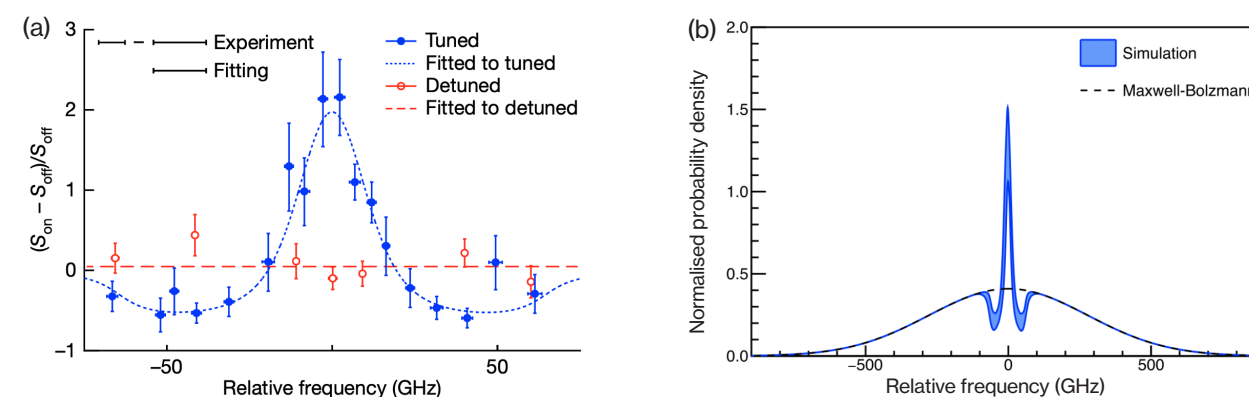 (a)
3
2
1
0
−1
(S_on − S_off)/S_off
Experiment
Fitting
Tuned
Fitted to tuned
Detuned
Fitted to detuned
−50
50
Relative frequency (GHz)
(b)
2.0
1.5
1.0
0.5
0.0
Normalised probability density
Simulation
Maxwell-Bolzmann
−500
0
500
Relative frequency (GHz)